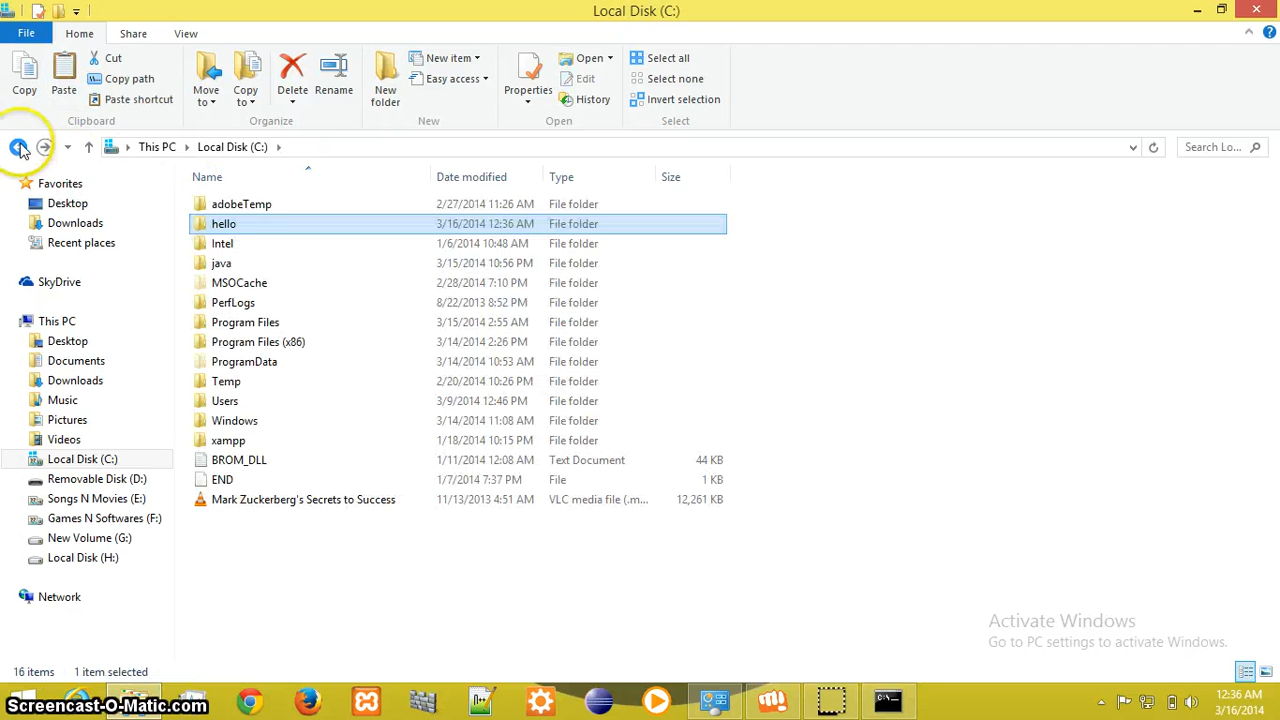 Local Disk (C:)
File Home Share View
Copy Paste Cut Copy path Paste shortcut Move to Copy to Delete Rename New folder New item Easy access Properties Open Edit History Select all Select none Invert selection
Clipboard Organize New Open Select
This PC Local Disk (C:) Search Lo...
Name Date modified Type Size
Favorites
Desktop
Downloads
Recent places
SkyDrive
This PC
Desktop
Documents
Downloads
Music
Pictures
Videos
Local Disk (C:)
Removable Disk (D:)
Songs N Movies (E:)
Games N Softwares (F:)
New Volume (G:)
Local Disk (H:)
Network
adobeTemp 2/27/2014 11:26 AM File folder
hello 3/16/2014 12:36 AM File folder
Intel 1/6/2014 10:48 AM File folder
java 3/15/2014 10:56 PM File folder
MSOCache 2/28/2014 7:10 PM File folder
PerfLogs 8/22/2013 8:52 PM File folder
Program Files 3/15/2014 2:55 AM File folder
Program Files (x86) 3/14/2014 2:26 PM File folder
ProgramData 3/14/2014 10:53 AM File folder
Temp 2/20/2014 10:26 PM File folder
Users 3/9/2014 12:46 PM File folder
Windows 3/14/2014 11:08 AM File folder
xampp 1/18/2014 10:15 PM File folder
BROM_DLL 1/11/2014 12:08 AM Text Document 44 KB
END 1/7/2014 7:37 PM File 1 KB
Mark Zuckerberg's Secrets to Success 11/13/2013 4:51 AM VLC media file (.m... 12,261 KB
Activate Windows
Go to PC settings to activate Windows.
16 items 1 item selected
Screencast-O-Matic.com
12:36 AM
3/16/2014